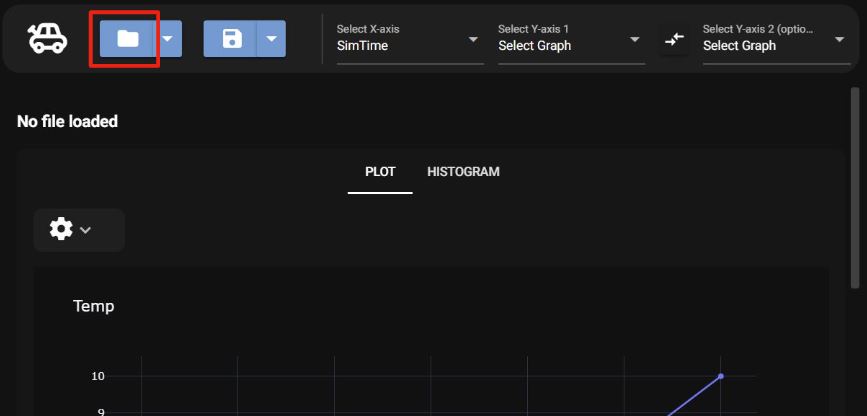 Select X-axis
SimTime
Select Y-axis 1
Select Graph
Select Y-axis 2 (optio...
Select Graph
No file loaded
PLOT
HISTOGRAM
Temp
10
9